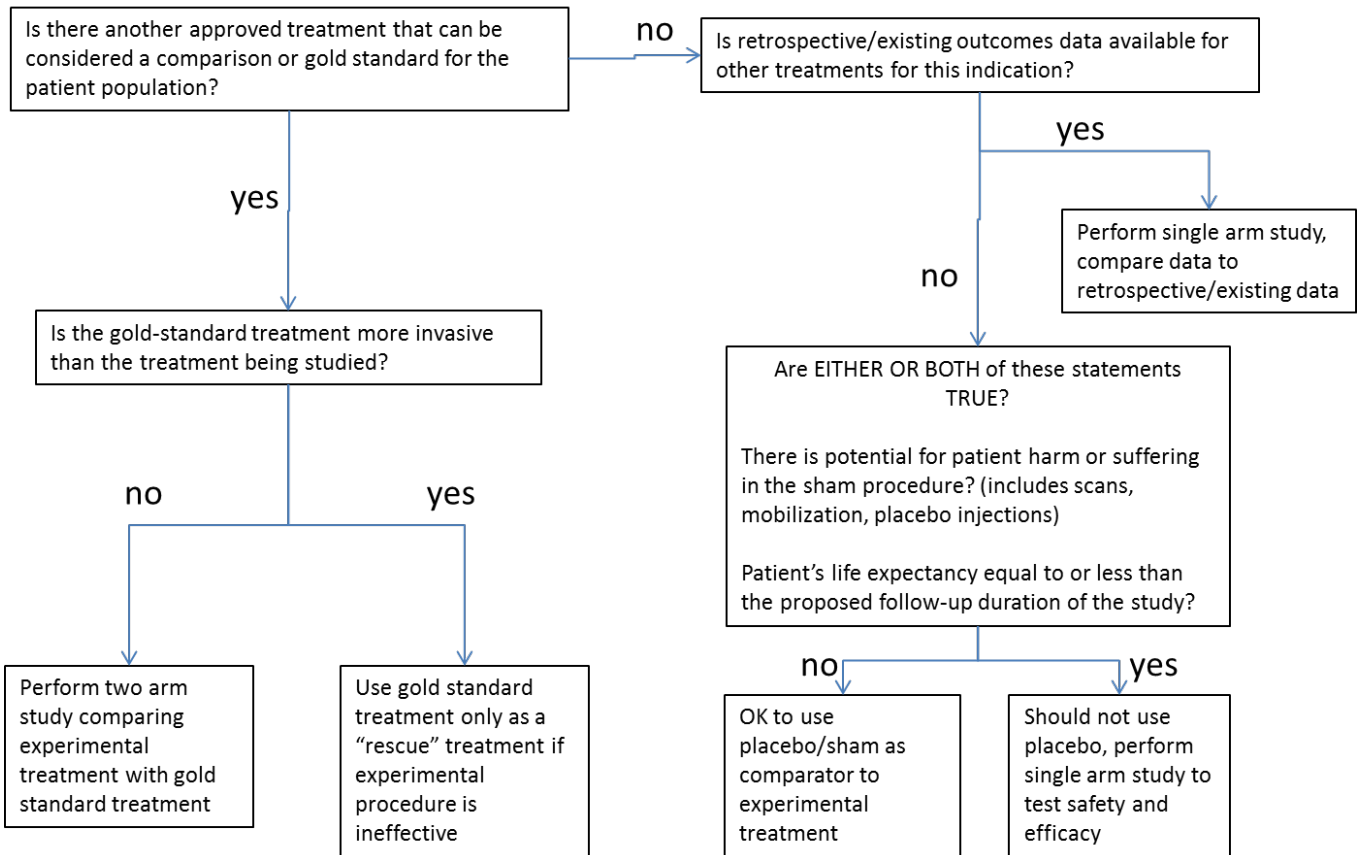 Is there another approved treatment that can be
considered a comparison or gold standard for the
patient population?
no
Is retrospective/existing outcomes data available for
other treatments for this indication?
yes
yes
Perform single arm study,
compare data to
retrospective/existing data
no
Is the gold-standard treatment more invasive
than the treatment being studied?
Are EITHER OR BOTH of these statements
TRUE?
There is potential for patient harm or suffering
in the sham procedure? (includes scans,
mobilization, placebo injections)
Patient's life expectancy equal to or less than
the proposed follow-up duration of the study?
no
yes
no
yes
Perform two arm
study comparing
experimental
treatment with gold
standard treatment
Use gold standard
treatment only as a
“rescue” treatment if
experimental
procedure is
ineffective
OK to use
placebo/sham as
comparator to
experimental
treatment
Should not use
placebo, perform
single arm study to
test safety and
efficacy